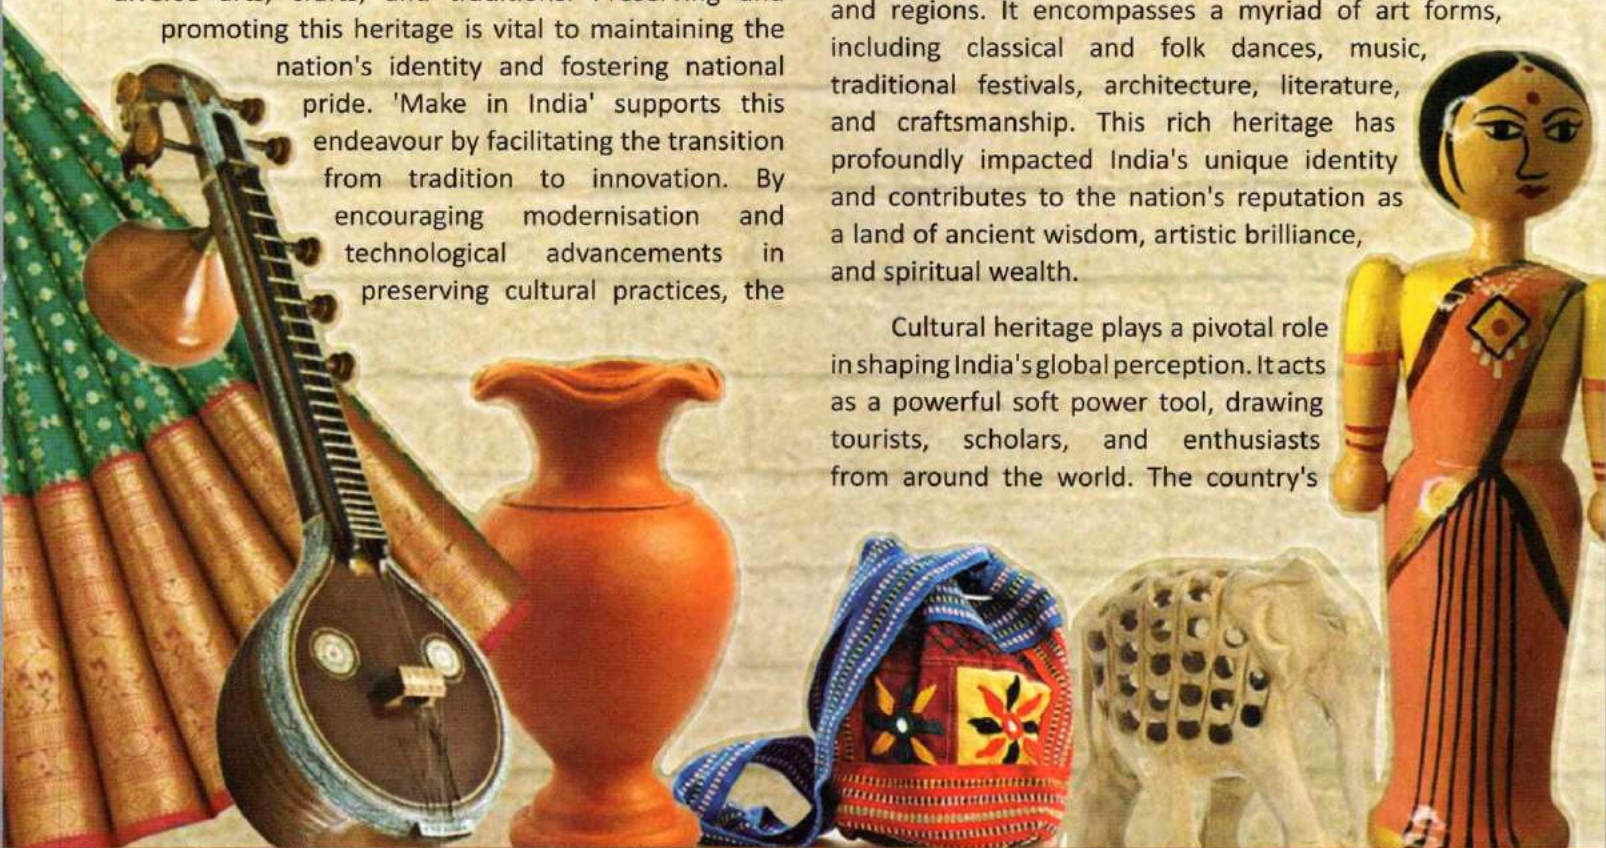 promoting this heritage is vital to maintaining the
nation's identity and fostering national
pride. 'Make in India' supports this
endeavour by facilitating the transition
from tradition to innovation. By
encouraging modernisation and
technological advancements in
preserving cultural practices, the
and regions. It encompasses a myriad of art forms,
including classical and folk dances, music,
traditional festivals, architecture, literature,
and craftsmanship. This rich heritage has
profoundly impacted India's unique identity
and contributes to the nation's reputation as
a land of ancient wisdom, artistic brilliance,
and spiritual wealth.
Cultural heritage plays a pivotal role
in shaping India's global perception. It acts
as a powerful soft power tool, drawing
tourists, scholars, and enthusiasts
from around the world. The country's